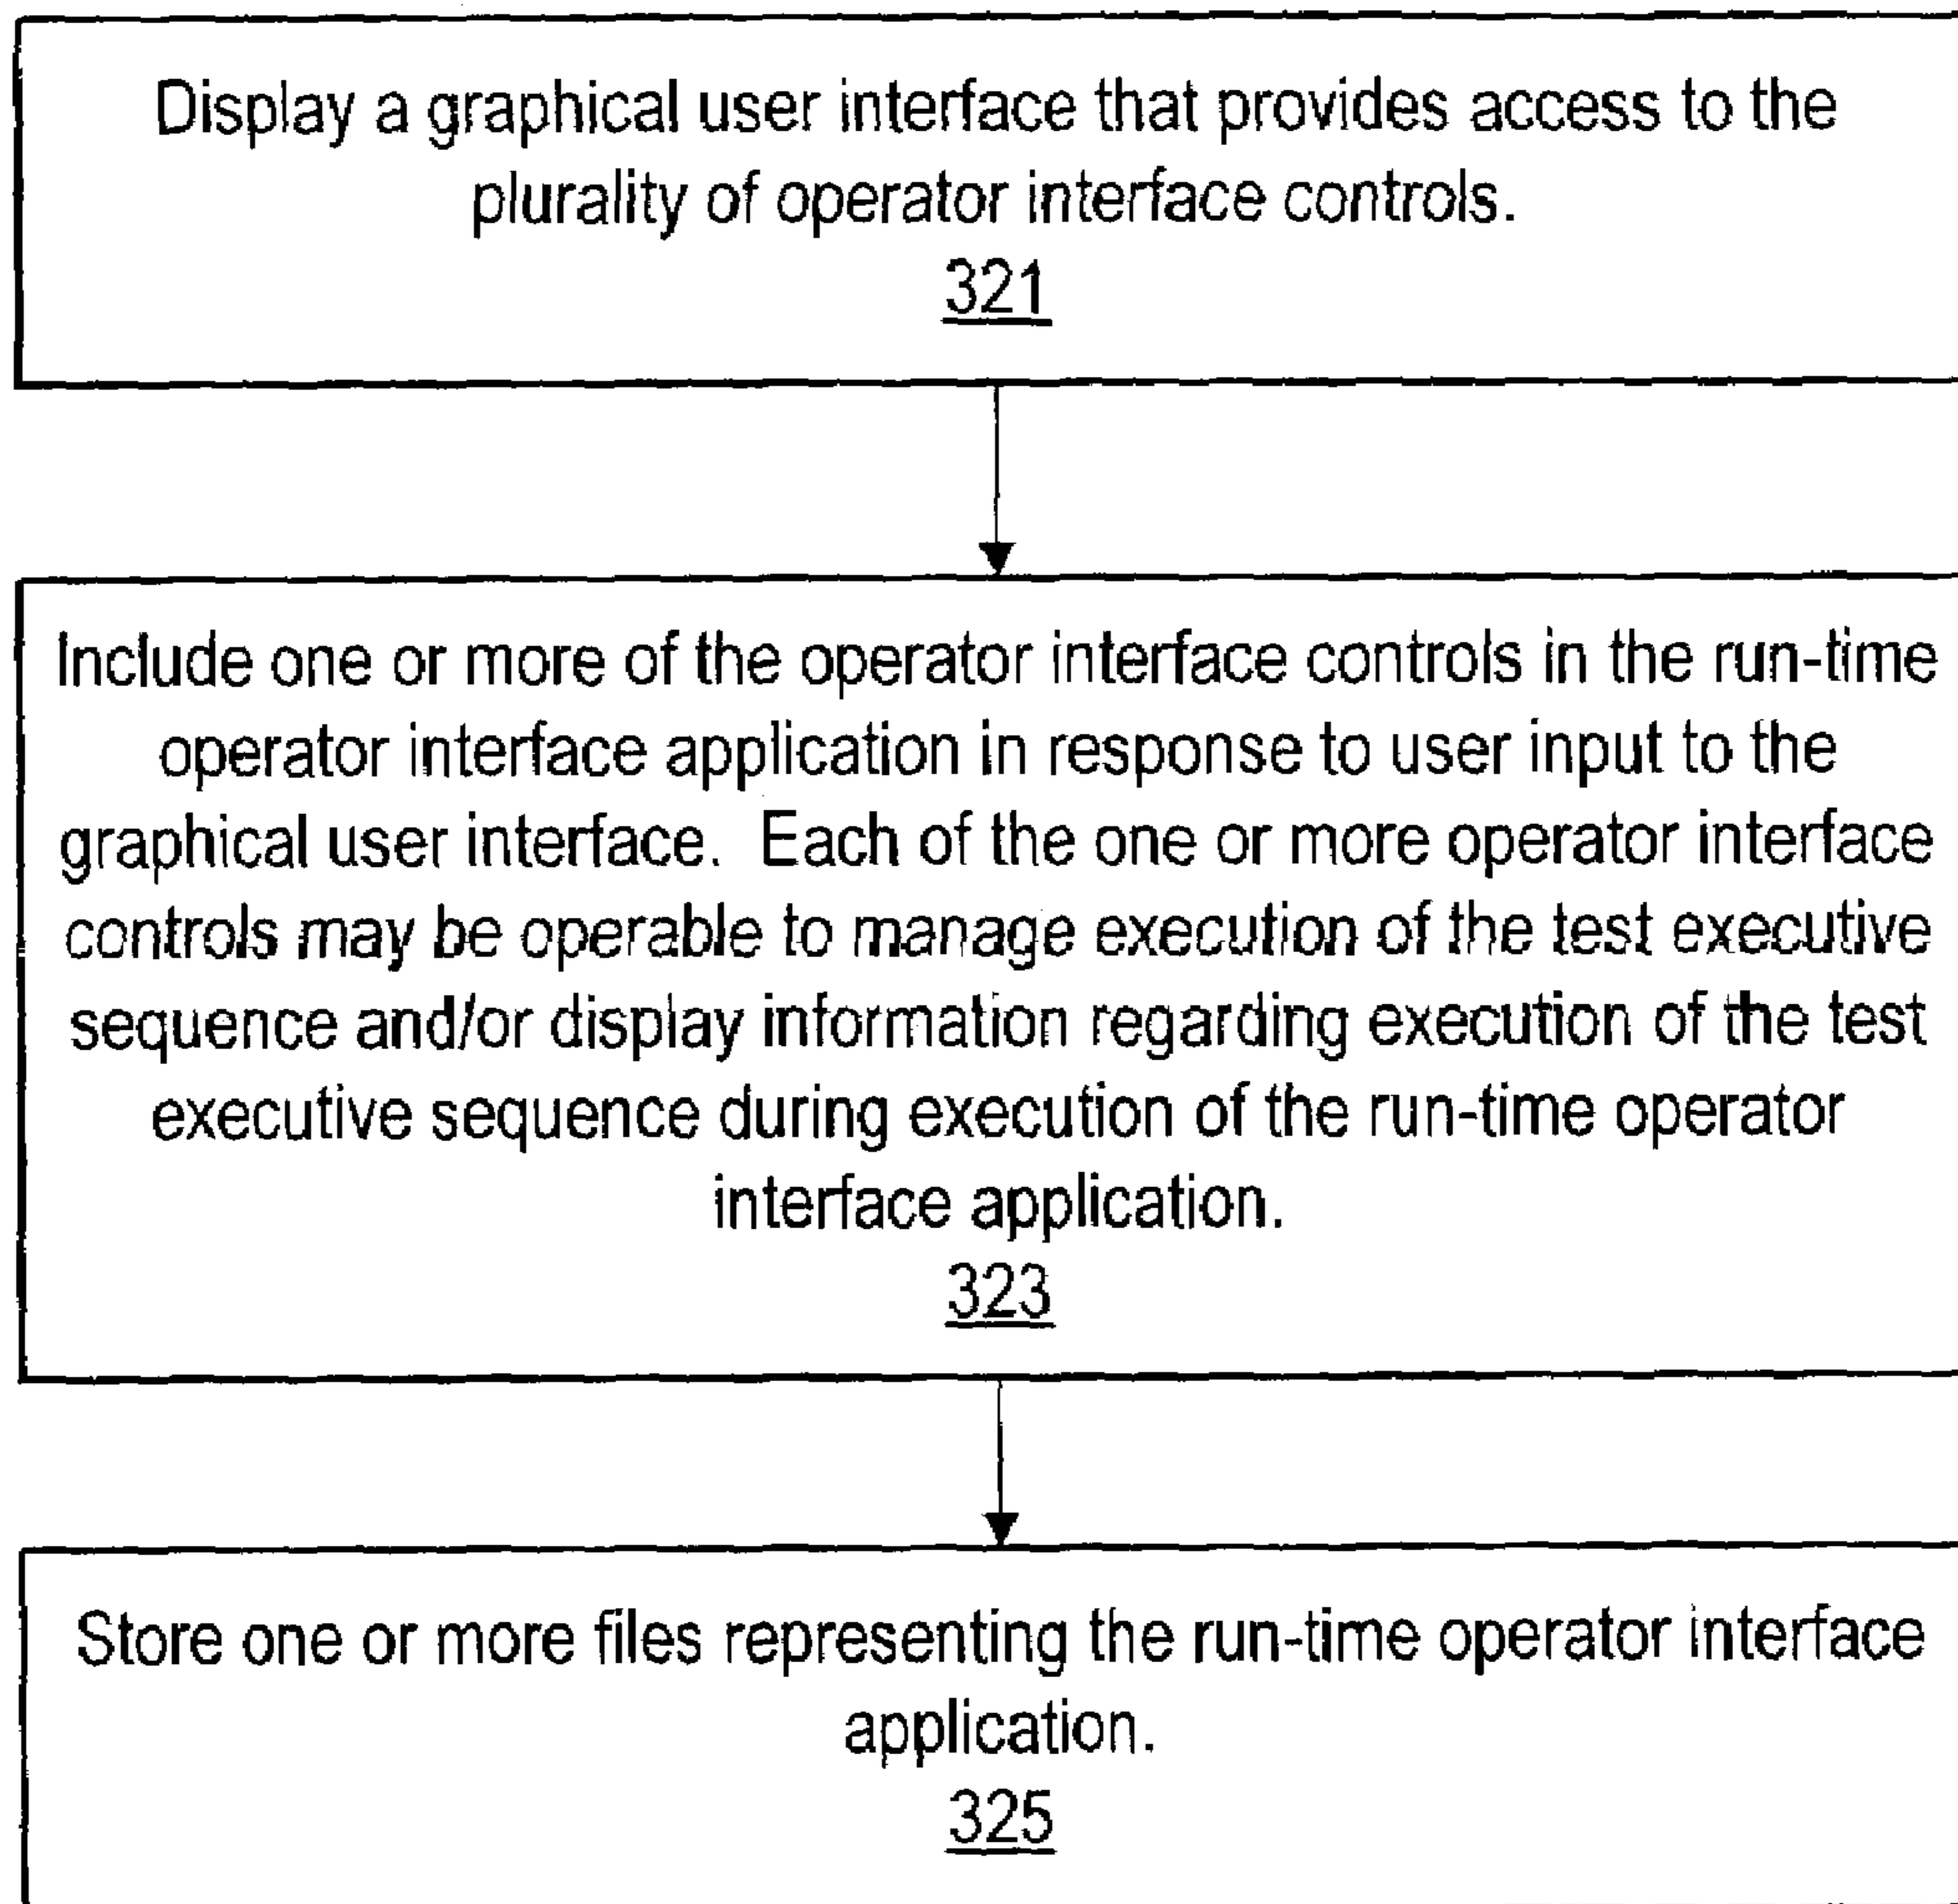 Display a graphical user interface that provides access to the
plurality of operator interface controls.
321
Include one or more of the operator interface controls in the run-time
operator interface application in response to user input to the
graphical user interface.  Each of the one or more operator interface
controls may be operable to manage execution of the test executive
sequence and/or display information regarding execution of the test
executive sequence during execution of the run-time operator
interface application.
323
Store one or more files representing the run-time operator interface
application.
325